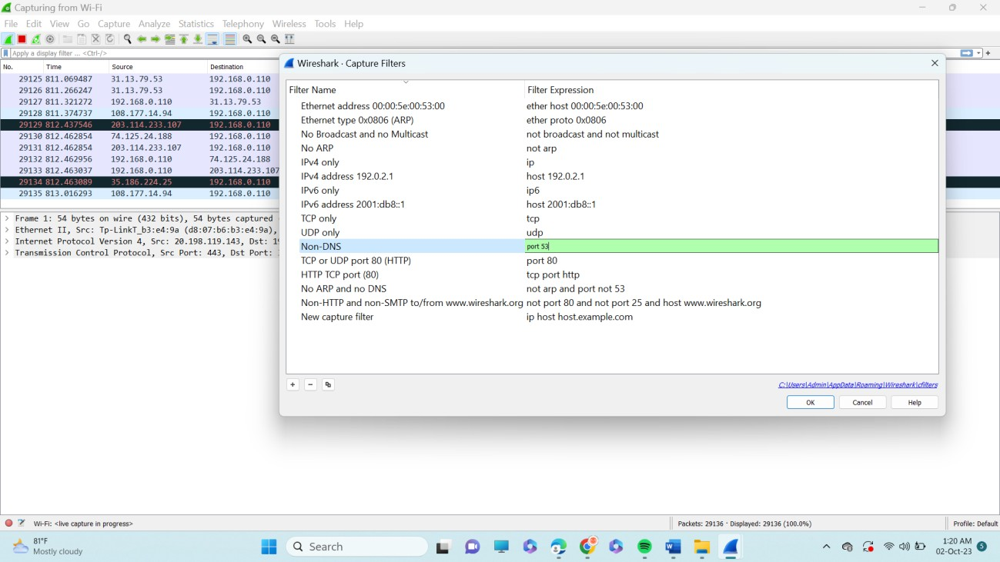 Capturing from Wi-Fi
File Edit View Go Capture Analyze Statistics Telephony Wireless Tools Help
Apply a display filter ... <Ctrl-/>
No. Time Source Destination
29125 811.069487 31.13.79.53 192.168.0.110
29126 811.266247 31.13.79.53 192.168.0.110
29127 811.321272 192.168.0.110 31.13.79.53
29128 811.374737 108.177.14.94 192.168.0.110
29129 812.437546 203.114.233.107 192.168.0.110
29130 812.462854 74.125.24.188 192.168.0.110
29131 812.462854 203.114.233.107 192.168.0.110
29132 812.462956 192.168.0.110 74.125.24.188
29133 812.463037 192.168.0.110 203.114.233.107
29134 812.463089 35.186.224.25 192.168.0.110
29135 813.016293 108.177.14.94 192.168.0.110
Frame 1: 54 bytes on wire (432 bits), 54 bytes captured
Ethernet II, Src: Tp-LinkT_b3:e4:9a (d8:07:b6:b3:e4:9a),
Internet Protocol Version 4, Src: 20.198.119.143, Dst: 19
Transmission Control Protocol, Src Port: 443, Dst Port:
Wireshark · Capture Filters
Filter Name Filter Expression
Ethernet address 00:00:5e:00:53:00 ether host 00:00:5e:00:53:00
Ethernet type 0x0806 (ARP) ether proto 0x0806
No Broadcast and no Multicast not broadcast and not multicast
No ARP not arp
IPv4 only ip
IPv4 address 192.0.2.1 host 192.0.2.1
IPv6 only ip6
IPv6 address 2001:db8::1 host 2001:db8::1
TCP only tcp
UDP only udp
Non-DNS port 53
TCP or UDP port 80 (HTTP) port 80
HTTP TCP port (80) tcp port http
No ARP and no DNS not arp and port not 53
Non-HTTP and non-SMTP to/from www.wireshark.org not port 80 and not port 25 and host www.wireshark.org
New capture filter ip host host.example.com
C:\Users\Admin\AppData\Roaming\Wireshark\cfilters
OK Cancel Help
Wi-Fi: <live capture in progress> Packets: 29136 · Displayed: 29136 (100.0%) Profile: Default
81°F
Mostly cloudy
Search
1:20 AM
02-Oct-23
5